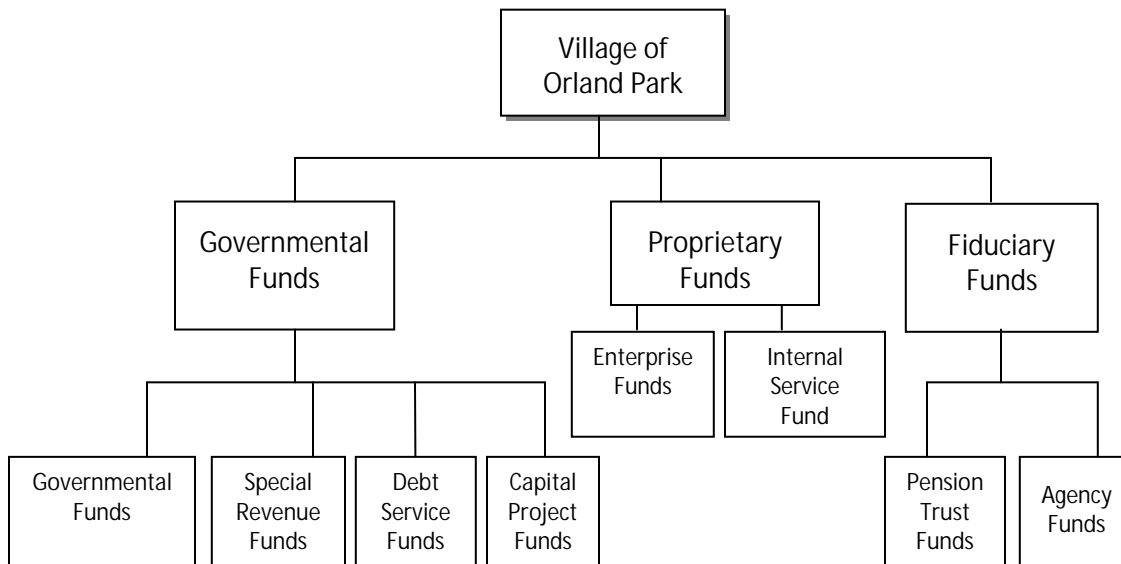 Village of
Orland Park
Governmental
Funds
Proprietary
Funds
Fiduciary
Funds
Enterprise
Funds
Internal
Service
Fund
Governmental
Funds
Special
Revenue
Funds
Debt
Service
Funds
Capital
Project
Funds
Pension
Trust
Funds
Agency
Funds